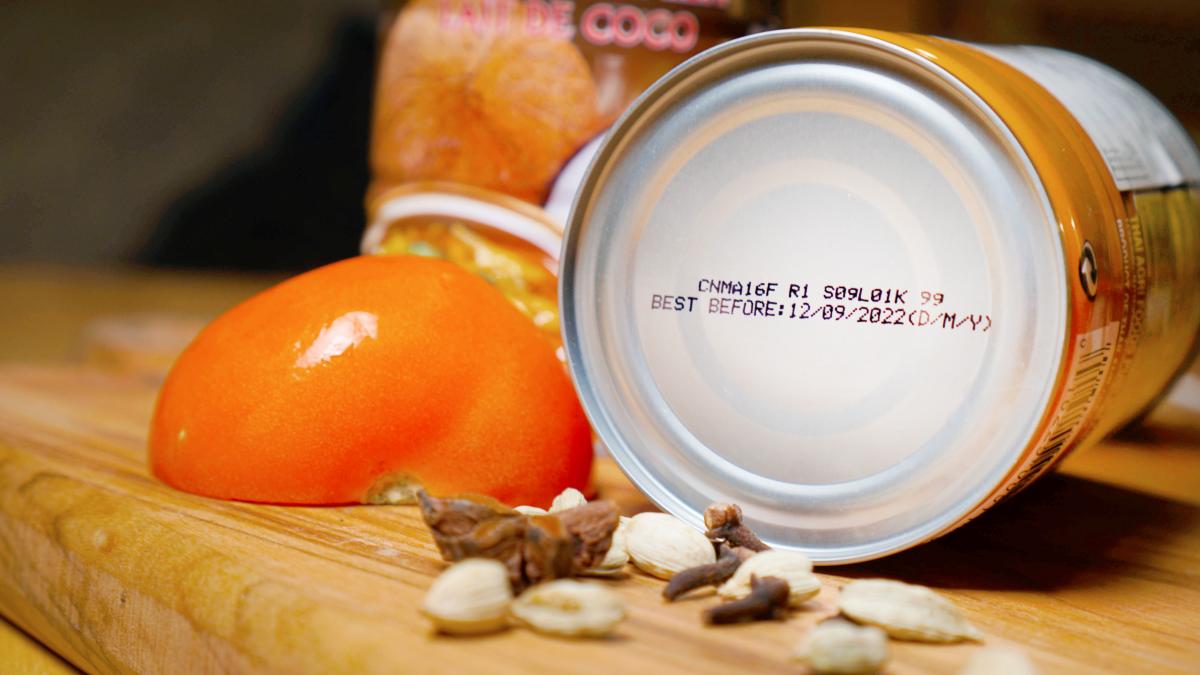 LAIT DE COCO
CNMA16F R1 S09L01K 99
BEST BEFORE:12/09/2022(D/M/Y)